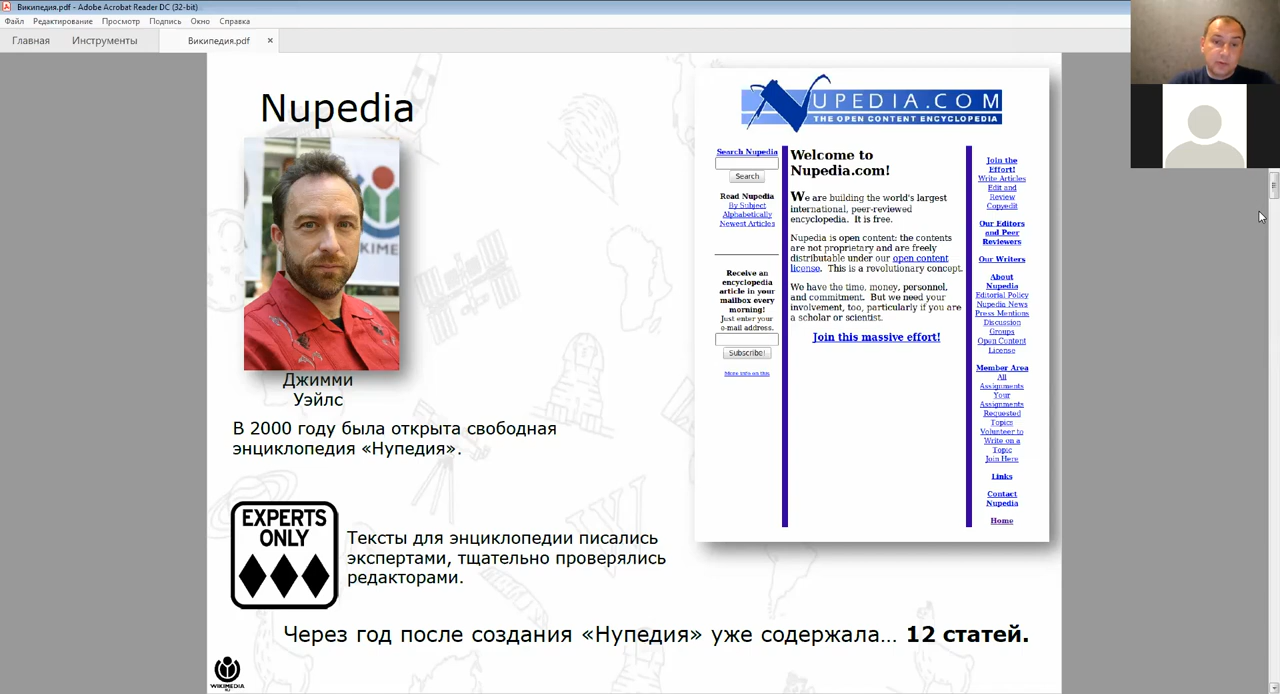 Википедия.pdf - Adobe Acrobat Reader DC (32-bit)
Файл Редактирование Просмотр Подпись Окно Справка
Главная Инструменты Википедия.pdf ×
Nupedia
Джимми
Уэйлс
В 2000 году была открыта свободная
энциклопедия «Нупедия».
EXPERTS
ONLY
Тексты для энциклопедии писались
экспертами, тщательно проверялись
редакторами.
Через год после создания «Нупедия» уже содержала... 12 статей.
WIKIMEDIA
RU
NUPEDIA.COM
THE OPEN CONTENT ENCYCLOPEDIA
Search Nupedia
Search
Read Nupedia
By Subject
Alphabetically
Newest Articles
Receive an
encyclopedia
article in your
mailbox every
morning!
Just enter your
e-mail address.
Subscribe!
More info on this
Welcome to
Nupedia.com!
We are building the world's largest
international, peer-reviewed
encyclopedia. It is free.
Nupedia is open content: the contents
are not proprietary and are freely
distributable under our open content
license. This is a revolutionary concept.
We have the time, money, personnel,
and commitment. But we need your
involvement, too, particularly if you are
a scholar or scientist.
Join this massive effort!
Join the
Effort!
Write Articles
Edit and
Review
Copyedit
Our Editors
and Peer
Reviewers
Our Writers
About
Nupedia
Editorial Policy
Nupedia News
Press Mentions
Discussion
Groups
Open Content
License
Member Area
All
Assignments
Your
Assignments
Requested
Topics
Volunteer to
Write on a
Topic
Join Here
Links
Contact
Nupedia
Home